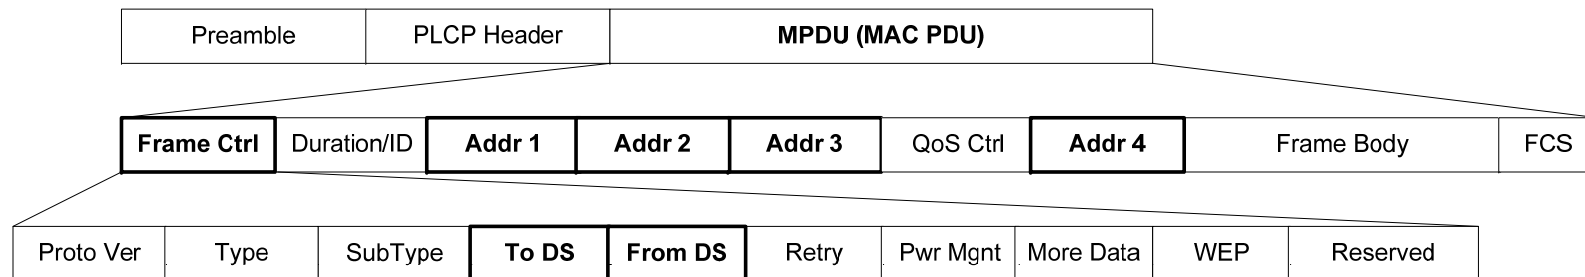 Preamble PLCP Header MPDU (MAC PDU)
Frame Ctrl Duration/ID Addr 1 Addr 2 Addr 3 QoS Ctrl Addr 4 Frame Body FCS
Proto Ver Type SubType To DS From DS Retry Pwr Mgnt More Data WEP Reserved